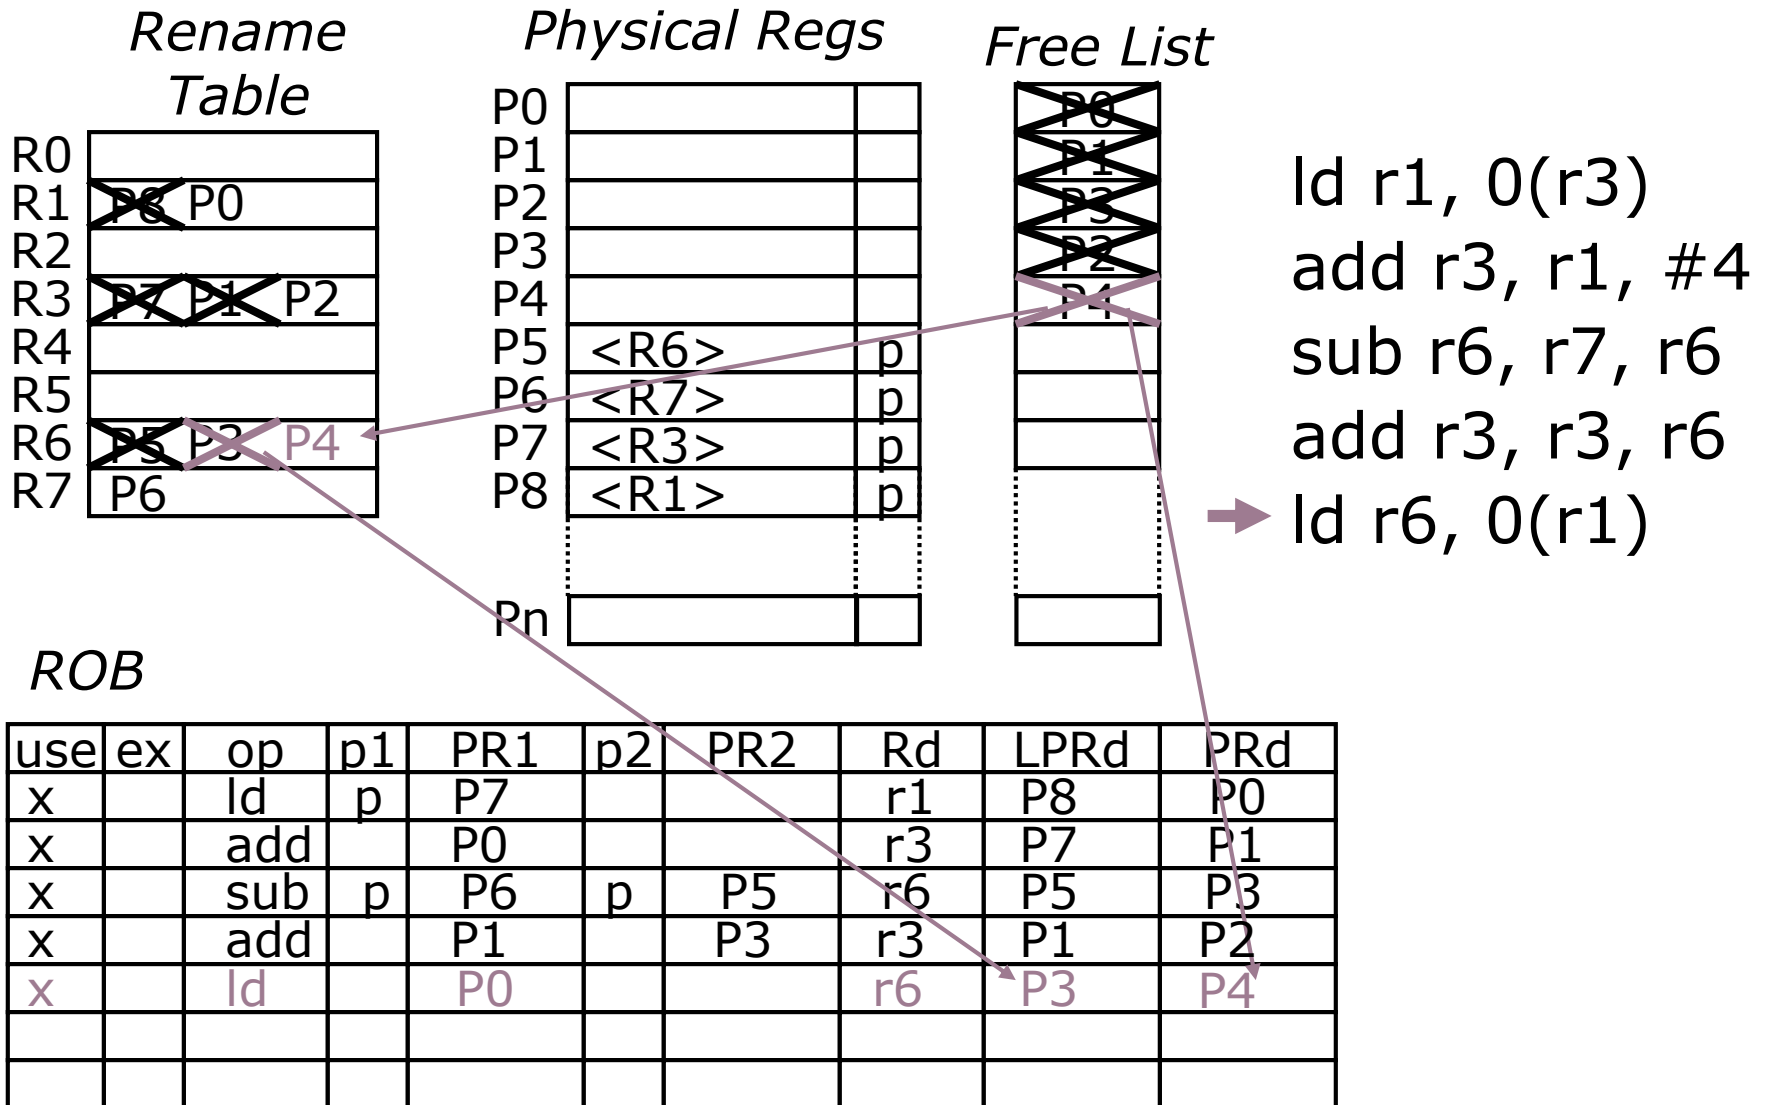 Rename
Table
R0
R1 P8 P0
R2
R3 P7 P1 P2
R4
R5
R6 P5 P3 P4
R7 P6
Physical Regs
P0
P1
P2
P3
P4
P5 <R6> p
P6 <R7> p
P7 <R3> p
P8 <R1> p
Pn
Free List
P0
P1
P3
P2
P4
ld r1, 0(r3)
add r3, r1, #4
sub r6, r7, r6
add r3, r3, r6
ld r6, 0(r1)
ROB
use ex op p1 PR1 p2 PR2 Rd LPRd PRd
x ld p P7 r1 P8 P0
x add P0 r3 P7 P1
x sub p P6 p P5 r6 P5 P3
x add P1 P3 r3 P1 P2
x ld P0 r6 P3 P4